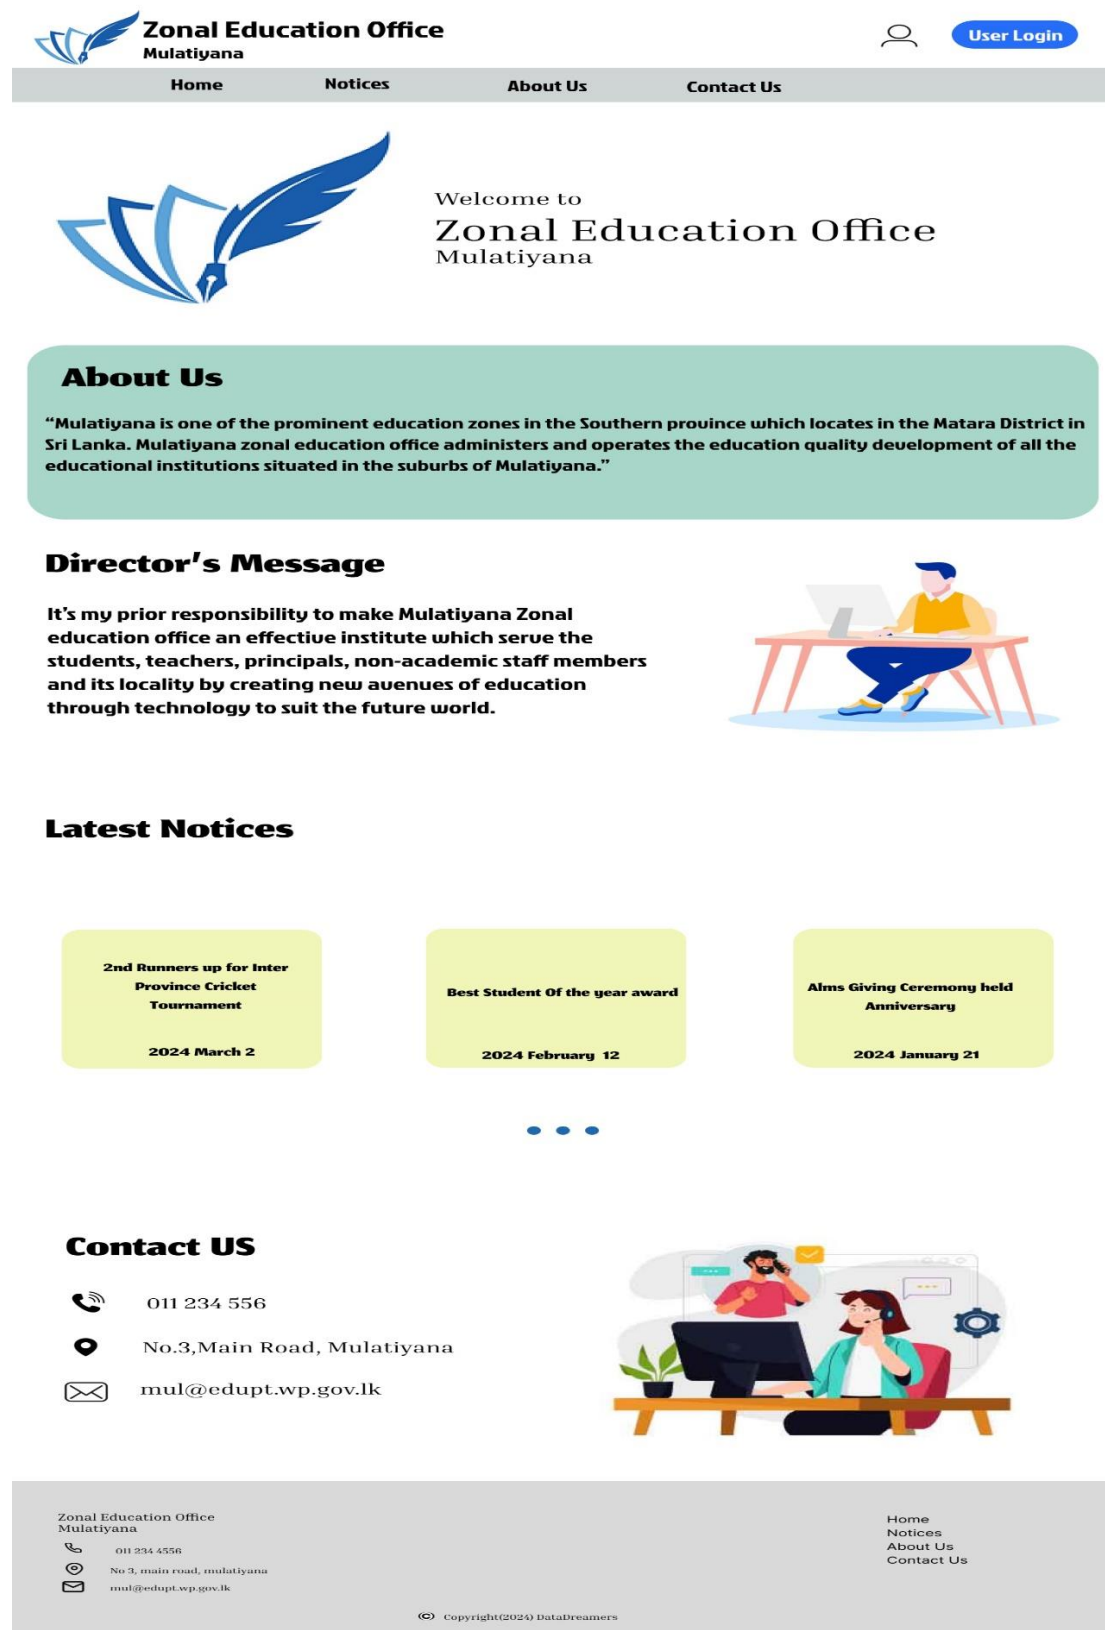 Zonal Education Office
Mulatiyana
User Login
Home
Notices
About Us
Contact Us
Welcome to
Zonal Education Office
Mulatiyana
About Us
“Mulatiyana is one of the prominent education zones in the Southern province which locates in the Matara District in
Sri Lanka. Mulatiyana zonal education office administers and operates the education quality development of all the
educational institutions situated in the suburbs of Mulatiyana.”
Director's Message
It's my prior responsibility to make Mulatiyana Zonal
education office an effective institute which serve the
students, teachers, principals, non-academic staff members
and its locality by creating new avenues of education
through technology to suit the future world.
Latest Notices
2nd Runners up for Inter
Province Cricket
Tournament
2024 March 2
Best Student Of the year award
2024 February 12
Alms Giving Ceremony held
Anniversary
2024 January 21
Contact US
011 234 556
No.3,Main Road, Mulatiyana
mul@edupt.wp.gov.lk
Zonal Education Office
Mulatiyana
011 234 4556
No 3, main road, mulatiyana
mul@edupt.wp.gov.lk
Home
Notices
About Us
Contact Us
© Copyright(2024) DataDreamers